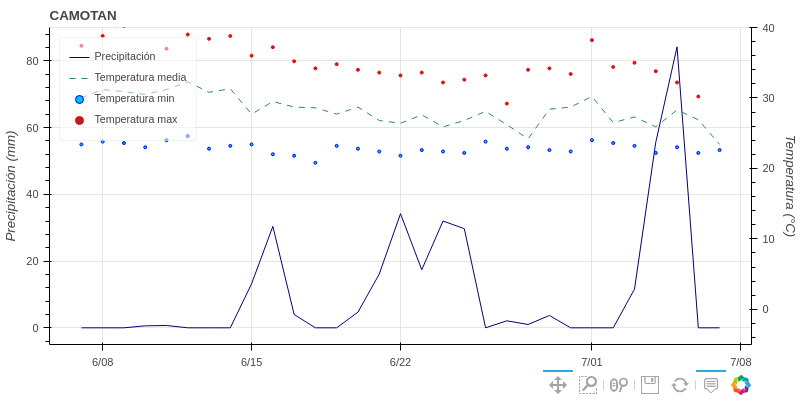 CAMOTAN
Precipitación
Temperatura media
Temperatura min
Temperatura max
Precipitación (mm)
80
60
40
20
0
Temperatura (°C)
40
30
20
10
0
6/08 6/15 6/22 7/01 7/08